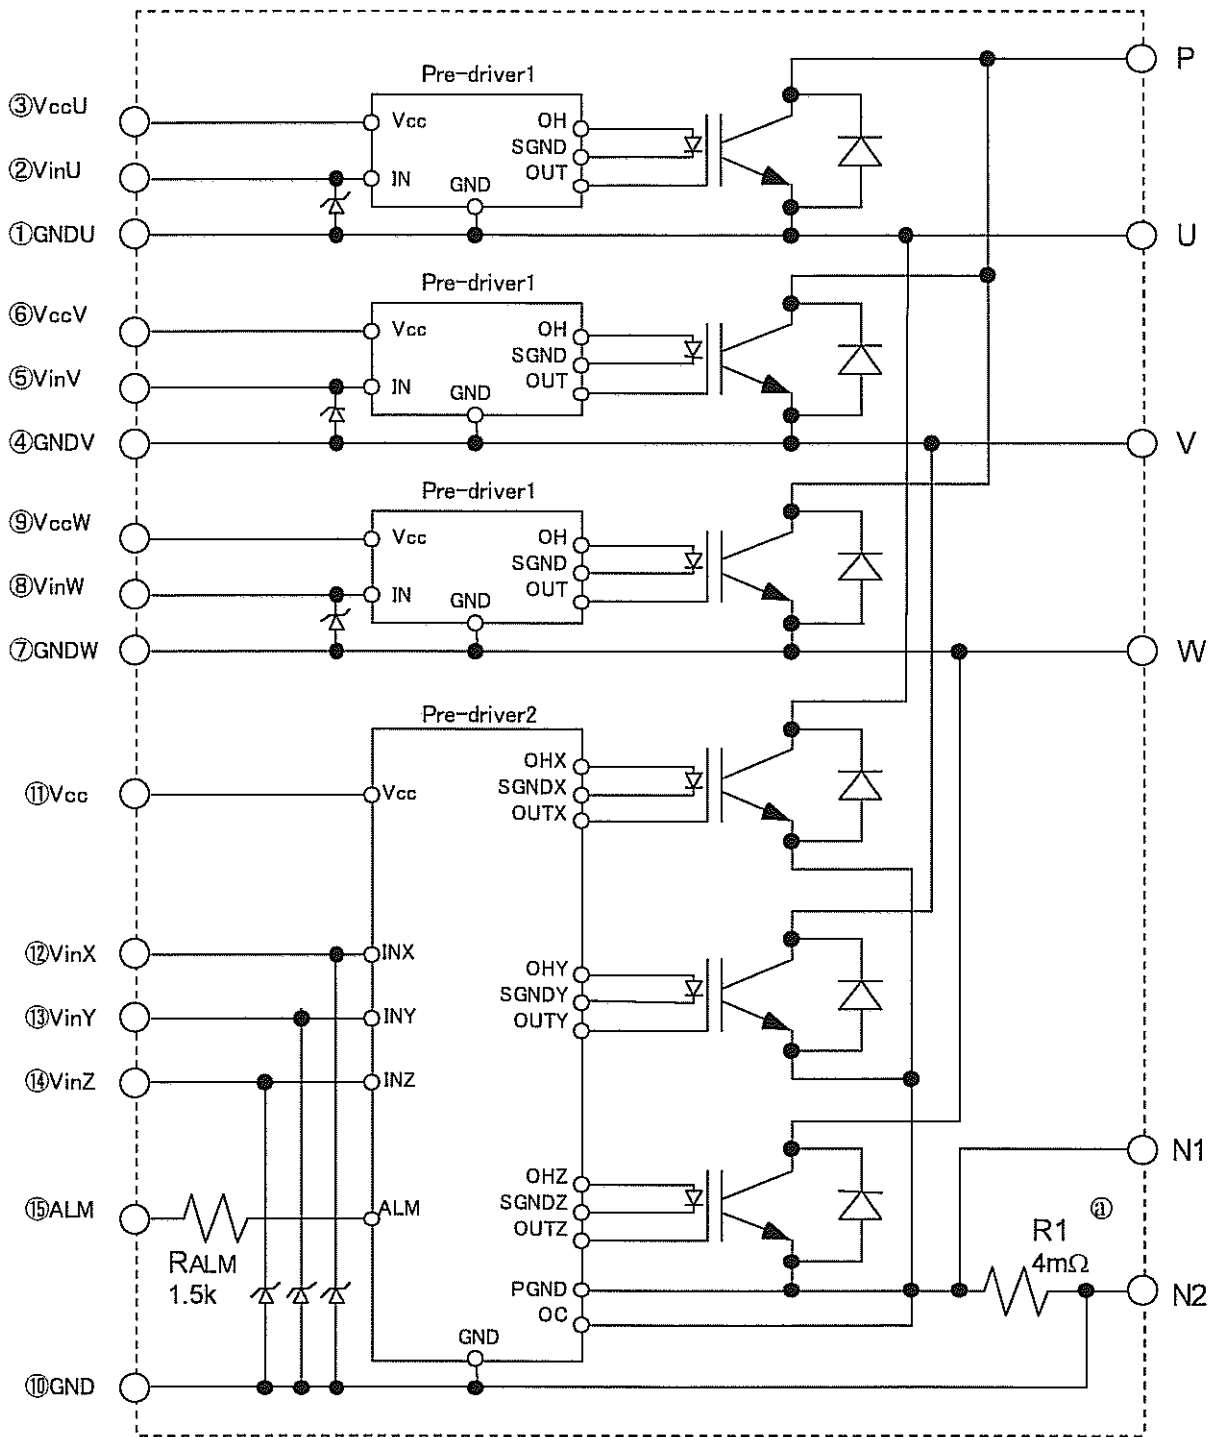 Pre-driver1
P
③VccU
Vcc
OH
SGND
②VinU
IN
GND
OUT
①GNDU
U
Pre-driver1
⑥VccV
Vcc
OH
SGND
⑤VinV
IN
GND
OUT
④GNDV
V
Pre-driver1
⑨VccW
Vcc
OH
SGND
⑧VinW
IN
GND
OUT
⑦GNDW
W
Pre-driver2
OHX
⑪Vcc
Vcc
SGNDX
OUTX
⑫VinX
INX
OHY
SGNDY
⑬VinY
INY
OUTY
⑭VinZ
INZ
N1
OHZ
⑮ALM
ALM
SGNDZ
OUTZ
ⓐ
R1
4mΩ
RALM
1.5k
PGND
N2
OC
GND
⑩GND